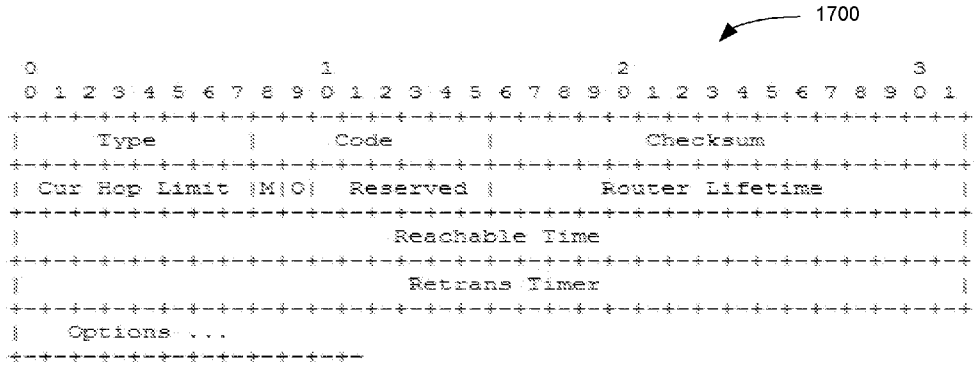 1700
0                   1                   2                   3
0 1 2 3 4 5 6 7 8 9 0 1 2 3 4 5 6 7 8 9 0 1 2 3 4 5 6 7 8 9 0 1
+-+-+-+-+-+-+-+-+-+-+-+-+-+-+-+-+-+-+-+-+-+-+-+-+-+-+-+-+-+-+-+-+
|     Type      |     Code      |          Checksum             |
+-+-+-+-+-+-+-+-+-+-+-+-+-+-+-+-+-+-+-+-+-+-+-+-+-+-+-+-+-+-+-+-+
| Cur Hop Limit |M|O|  Reserved |       Router Lifetime         |
+-+-+-+-+-+-+-+-+-+-+-+-+-+-+-+-+-+-+-+-+-+-+-+-+-+-+-+-+-+-+-+-+
|                         Reachable Time                        |
+-+-+-+-+-+-+-+-+-+-+-+-+-+-+-+-+-+-+-+-+-+-+-+-+-+-+-+-+-+-+-+-+
|                          Retrans Timer                        |
+-+-+-+-+-+-+-+-+-+-+-+-+-+-+-+-+-+-+-+-+-+-+-+-+-+-+-+-+-+-+-+-+
|   Options ...
+-+-+-+-+-+-+-+-+-+-+-+-